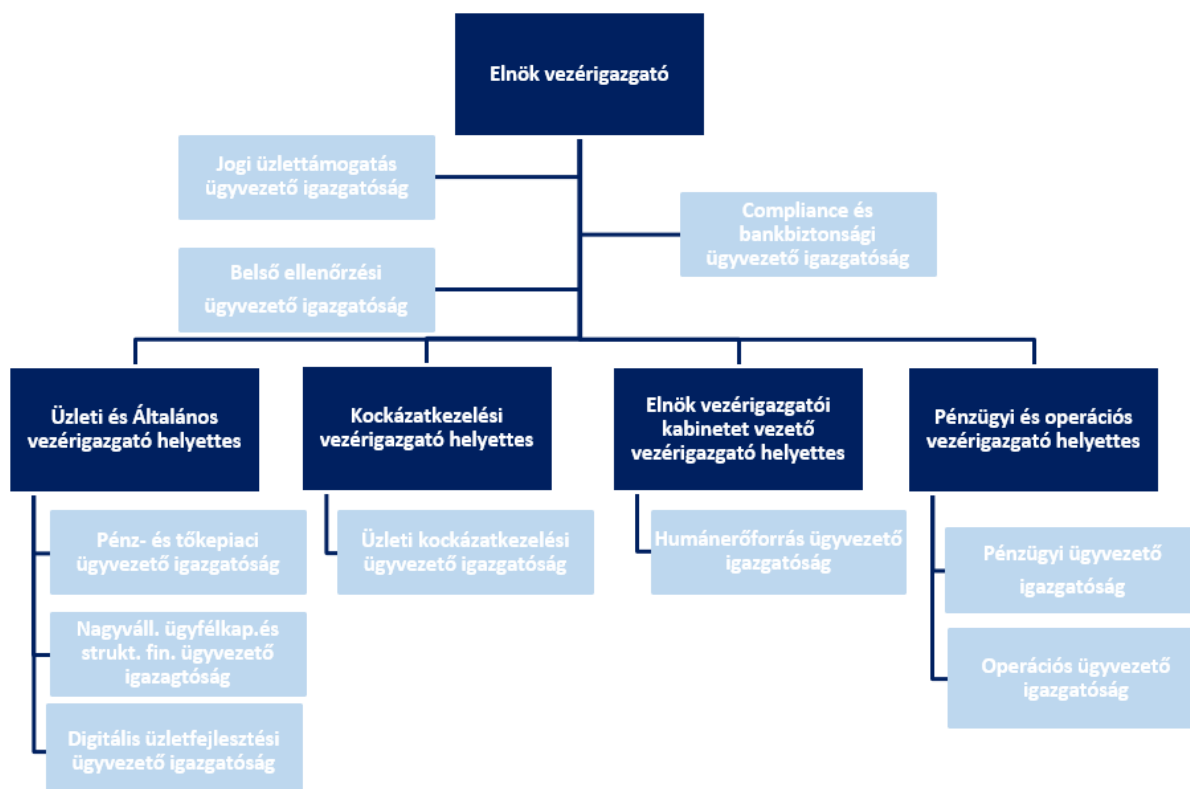 Elnök vezérigazgató
Jogi üzlettámogatás
ügyvezető igazgatóság
Compliance és
bankbiztonsági
ügyvezető igazgatóság
Belső ellenőrzési
ügyvezető igazgatóság
Üzleti és Általános
vezérigazgató helyettes
Kockázatkezelési
vezérigazgató helyettes
Elnök vezérigazgatói
kabinetet vezető
vezérigazgató helyettes
Pénzügyi és operációs
vezérigazgató helyettes
Pénz- és tőkepiaci
ügyvezető igazgatóság
Üzleti kockázatkezelési
ügyvezető igazgatóság
Humánerőforrás ügyvezető
igazgatóság
Pénzügyi ügyvezető
igazgatóság
Nagyváll. ügyfélkap.és
strukt. fin. ügyvezető
igazagtóság
Operációs ügyvezető
igazgatóság
Digitális üzletfejlesztési
ügyvezető igazgatóság